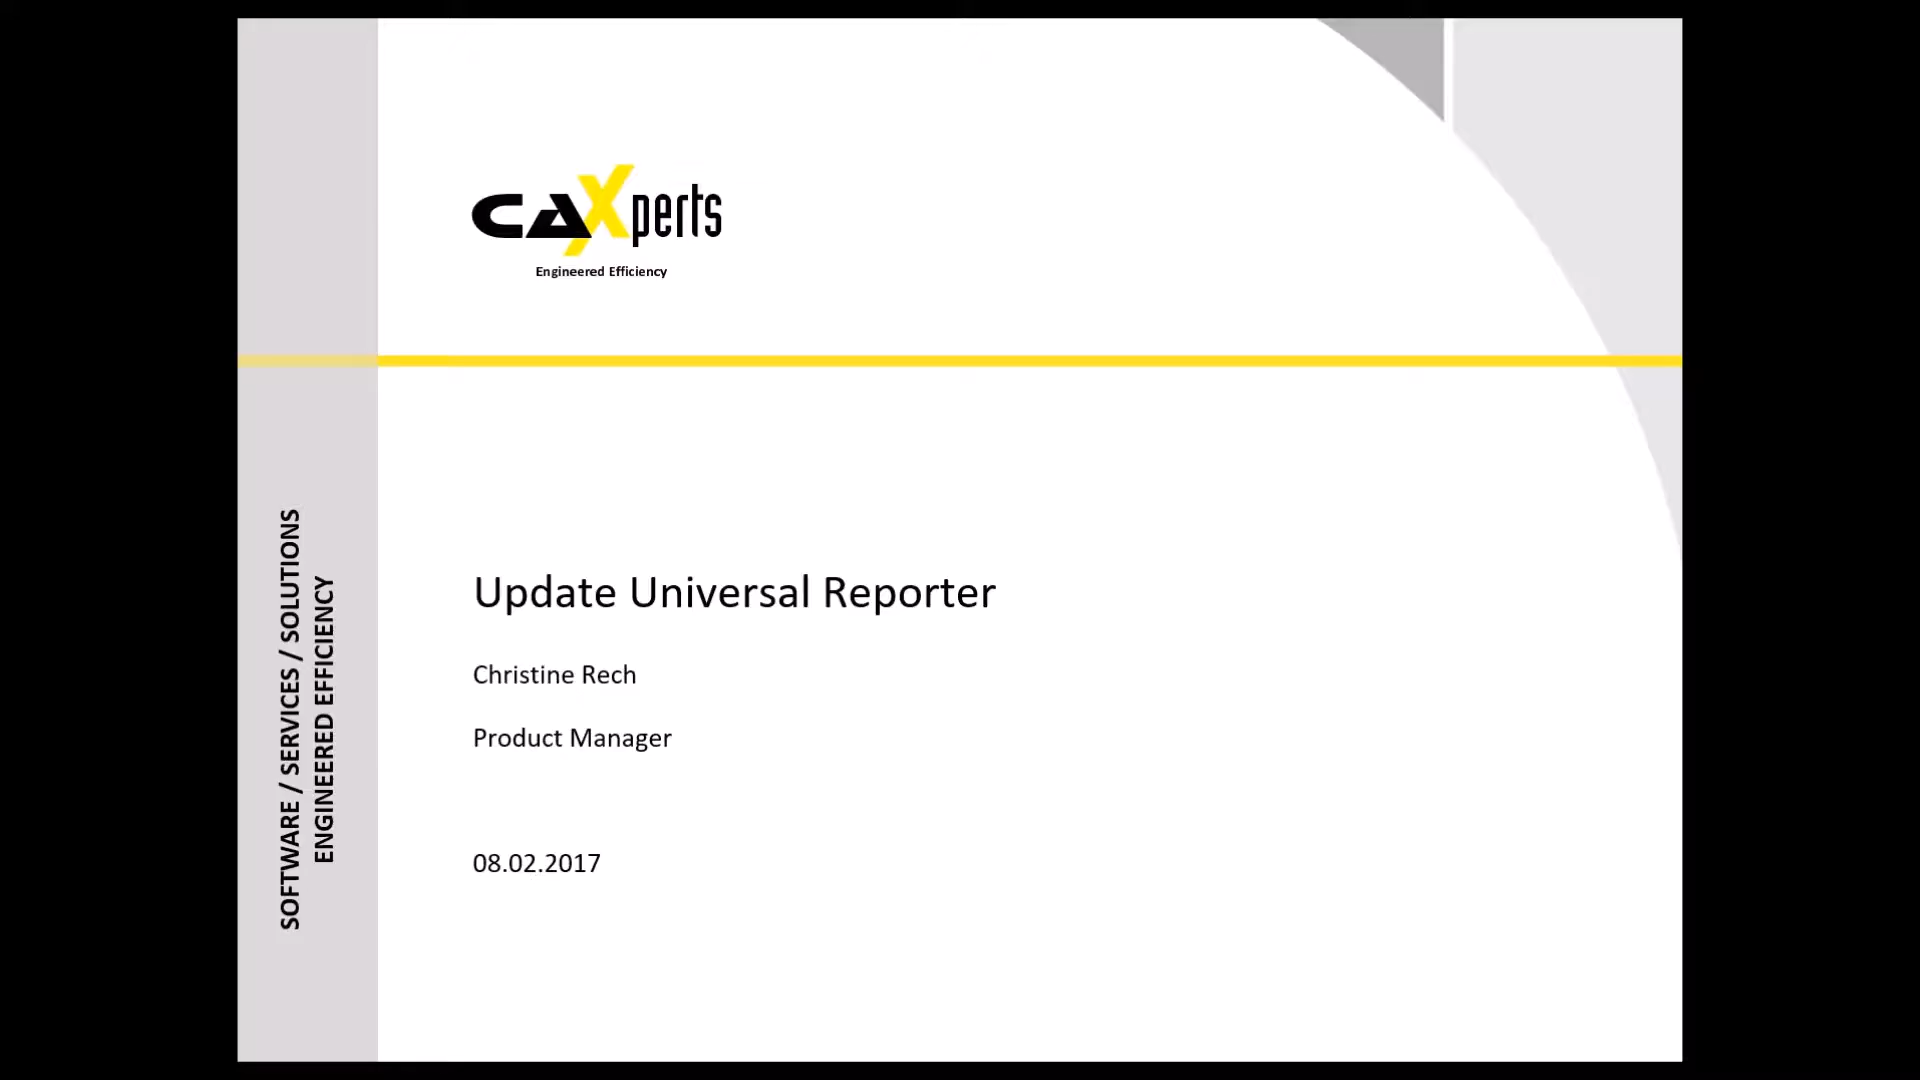 CAXperts
Engineered Efficiency
SOFTWARE / SERVICES / SOLUTIONS
ENGINEERED EFFICIENCY
Update Universal Reporter
Christine Rech
Product Manager
08.02.2017